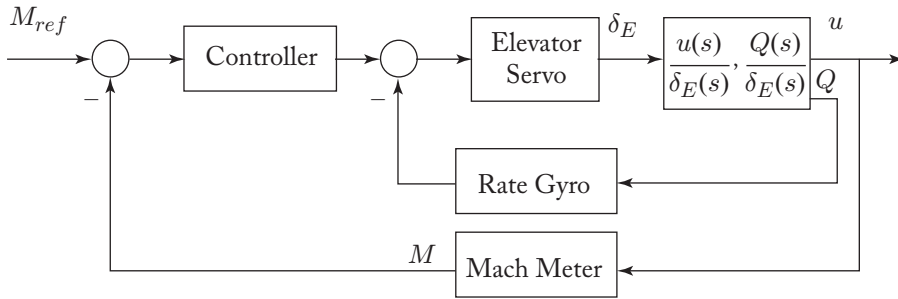 M_ref
Controller
Elevator
Servo
δ_E
u(s)/δ_E(s), Q(s)/δ_E(s)
u
Q
−
−
Rate Gyro
M
Mach Meter